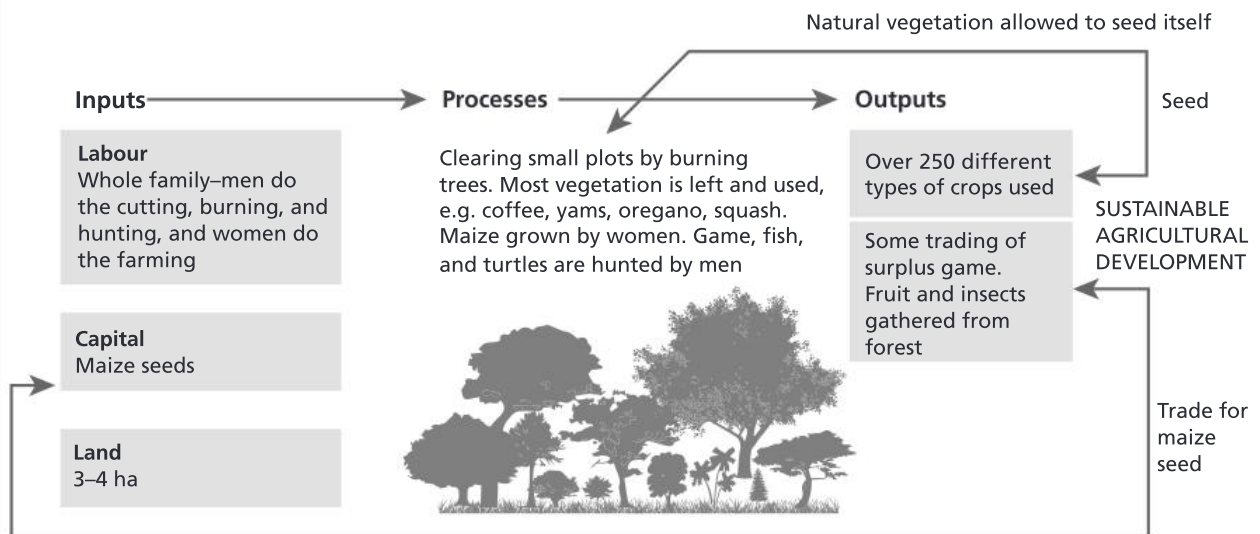 Natural vegetation allowed to seed itself
Inputs
Processes
Outputs
Seed
Labour
Whole family–men do
the cutting, burning, and
hunting, and women do
the farming
Capital
Maize seeds
Land
3–4 ha
Clearing small plots by burning
trees. Most vegetation is left and used,
e.g. coffee, yams, oregano, squash.
Maize grown by women. Game, fish,
and turtles are hunted by men
Over 250 different
types of crops used
Some trading of
surplus game.
Fruit and insects
gathered from
forest
SUSTAINABLE
AGRICULTURAL
DEVELOPMENT
Trade for
maize
seed